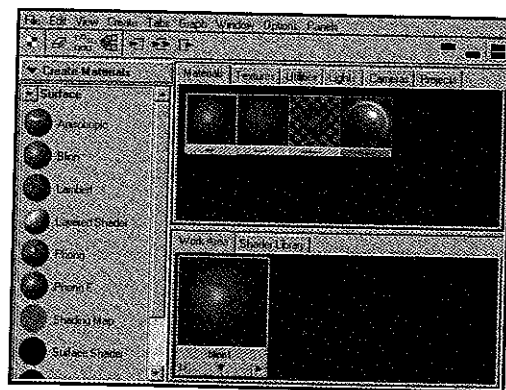 File Edit View Create Tabs Graph Window Options Panels
Create Materials
Surface
Anisotropic
Blinn
Lambert
Layered Shader
Phong
Phong E
Shading Map
Surface Shader
Materials Textures Utilities Lights Cameras Projects
Work Area Shader Library
blinn1